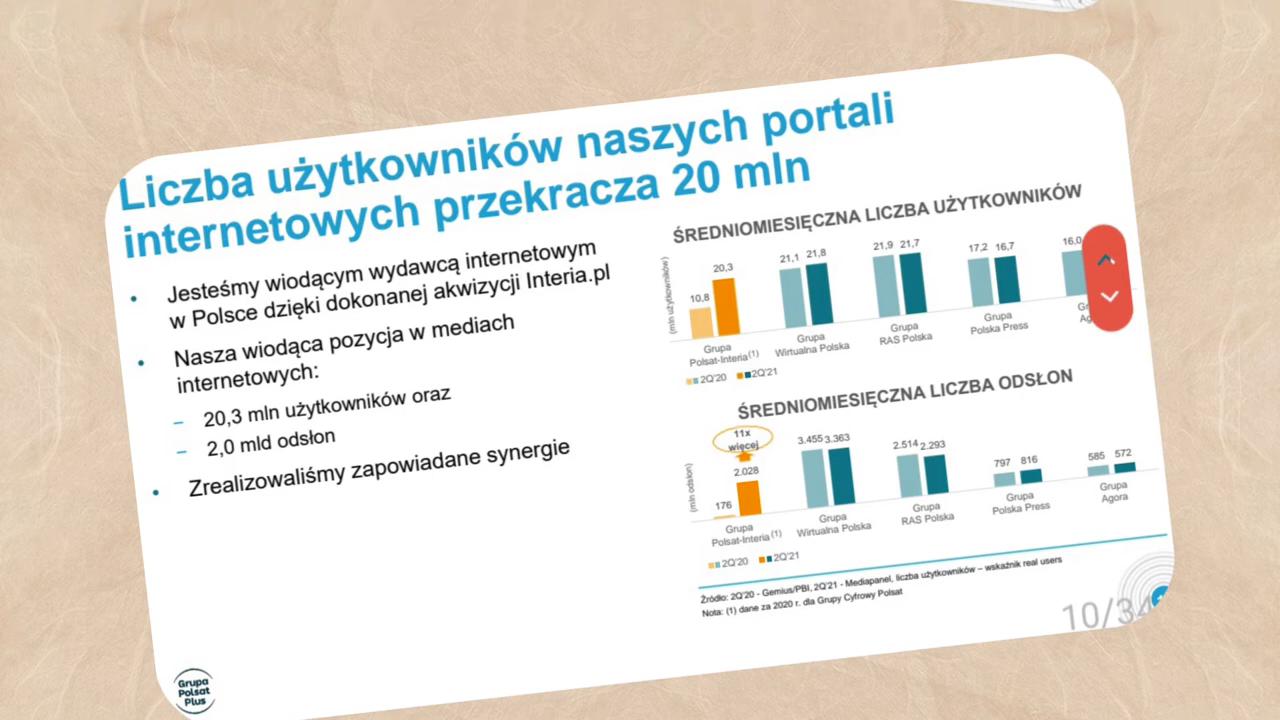 Liczba użytkowników naszych portali
internetowych przekracza 20 mln
• Jesteśmy wiodącym wydawcą internetowym
w Polsce dzięki dokonanej akwizycji Interia.pl
• Nasza wiodąca pozycja w mediach
internetowych:
– 20,3 mln użytkowników oraz
– 2,0 mld odsłon
• Zrealizowaliśmy zapowiadane synergie
ŚREDNIOMIESIĘCZNA LICZBA UŻYTKOWNIKÓW
(mln użytkowników)
10,8 20,3 21,1 21,8 21,9 21,7 17,2 16,7 16,0
Grupa
Polsat-Interia(1)
Grupa
Wirtualna Polska
Grupa
RAS Polska
Grupa
Polska Press
2Q'20 2Q'21
ŚREDNIOMIESIĘCZNA LICZBA ODSŁON
(mln odsłon)
11x
więcej
176 2.028 3.455 3.363 2.514 2.293 797 816 585 572
Grupa
Polsat-Interia(1)
Grupa
Wirtualna Polska
Grupa
RAS Polska
Grupa
Polska Press
Grupa
Agora
2Q'20 2Q'21
Źródło: 2Q'20 - Gemius/PBI, 2Q'21 - Mediapanel, liczba użytkowników – wskaźnik real users
Nota: (1) dane za 2020 r. dla Grupy Cyfrowy Polsat
10/34
Grupa
Polsat
Plus